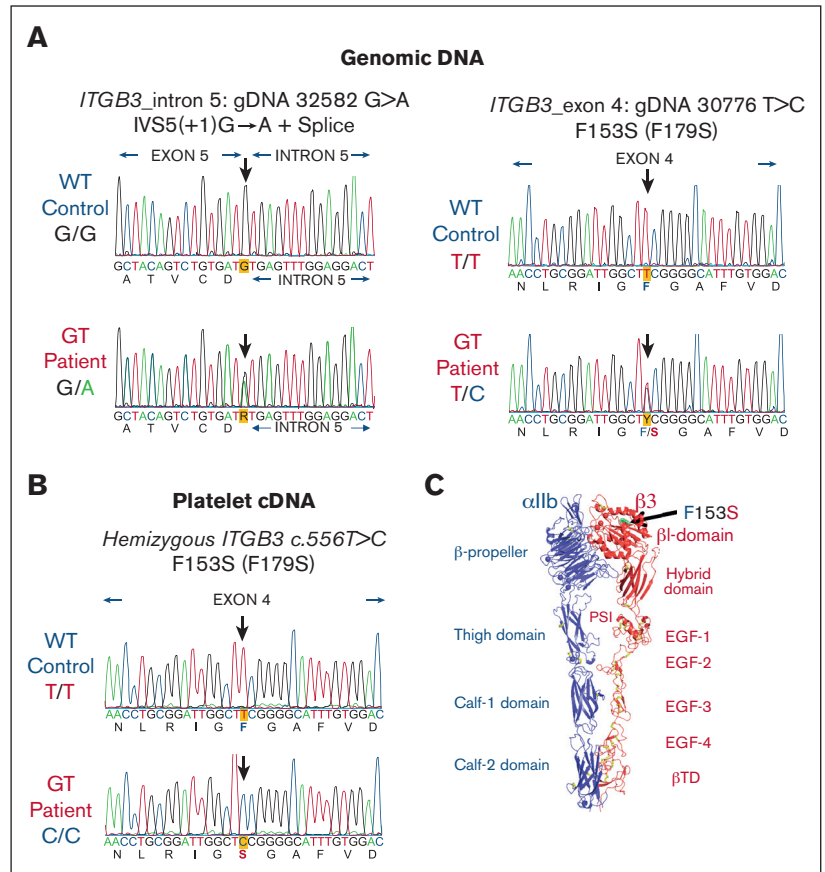 A
Genomic DNA
ITGB3_intron 5: gDNA 32582 G>A
IVS5(+1)G→A + Splice
← EXON 5 → ← INTRON 5 →
WT
Control
G/G
GCTACAGTCTGTGATGTGAGTTTGGAGGACT
A T V C D ← INTRON 5 →
GT
Patient
G/A
GCTACAGTCTGTGATRTGAGTTTGGAGGACT
A T V C D ← INTRON 5 →
ITGB3_exon 4: gDNA 30776 T>C
F153S (F179S)
← EXON 4 →
WT
Control
T/T
AACCTGCGGATTGGCTTCGGGGCATTTGTGGAC
N L R I G F G A F V D
GT
Patient
T/C
AACCTGCGGATTGGCTYCGGGGCATTTGTGGAC
N L R I G F/S G A F V D
B
Platelet cDNA
Hemizygous ITGB3 c.556T>C
F153S (F179S)
← EXON 4 →
WT
Control
T/T
AACCTGCGGATTGGCTTCGGGGCATTTGTGGAC
N L R I G F G A F V D
GT
Patient
C/C
AACCTGCGGATTGGCTCCGGGGCATTTGTGGAC
N L R I G S G A F V D
C
αIIb
β3
F153S
βI-domain
β-propeller
Hybrid
domain
PSI
Thigh domain
EGF-1
EGF-2
Calf-1 domain
EGF-3
EGF-4
Calf-2 domain
βTD